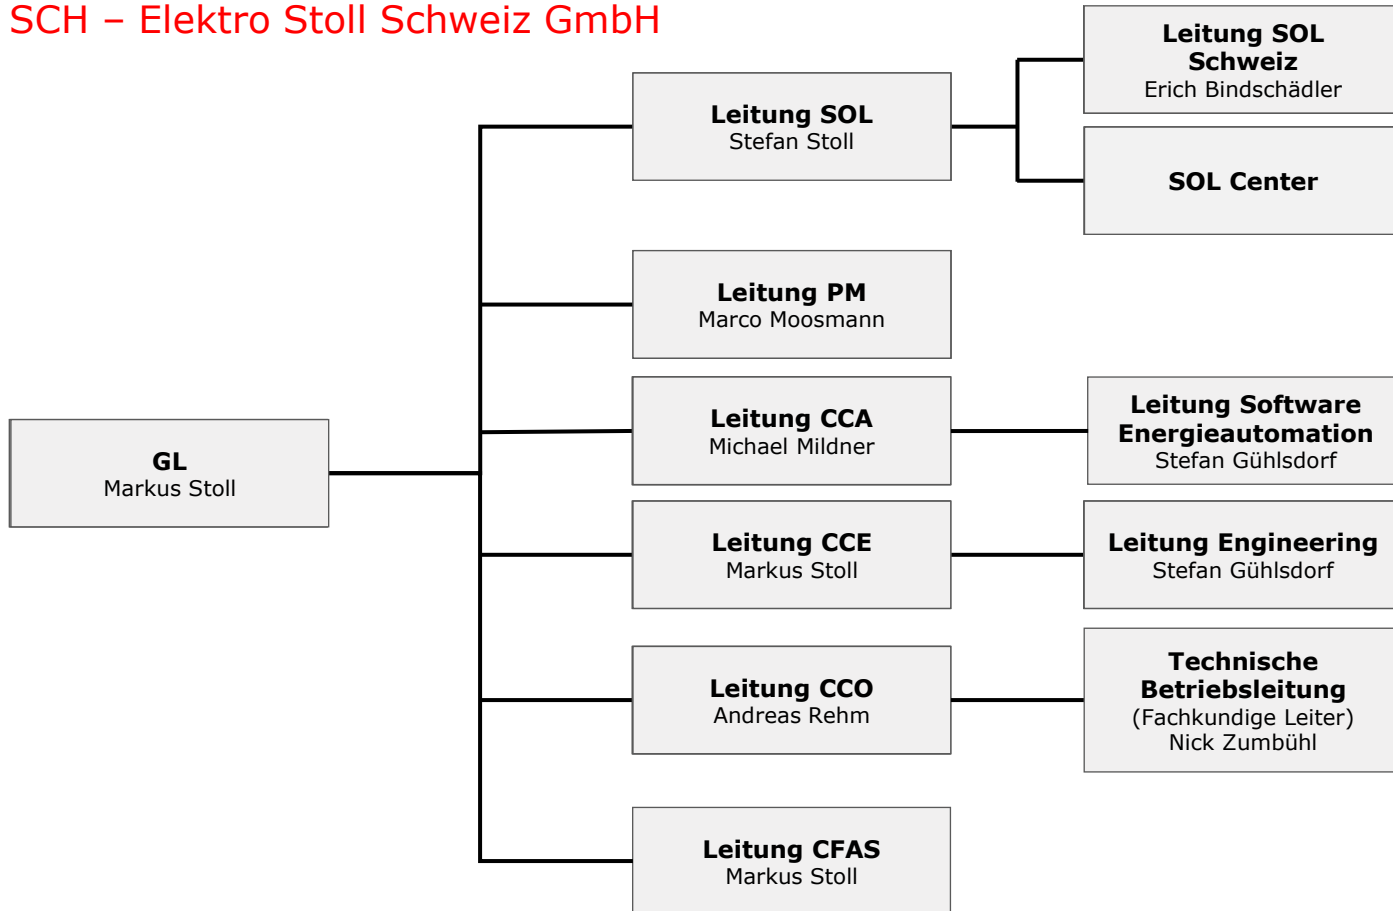 SCH – Elektro Stoll Schweiz GmbH
Leitung SOL
Schweiz
Erich Bindschädler
Leitung SOL
Stefan Stoll
SOL Center
Leitung PM
Marco Moosmann
Leitung CCA
Michael Mildner
Leitung Software
Energieautomation
Stefan Gühlsdorf
GL
Markus Stoll
Leitung CCE
Markus Stoll
Leitung Engineering
Stefan Gühlsdorf
Leitung CCO
Andreas Rehm
Technische
Betriebsleitung
(Fachkundige Leiter)
Nick Zumbühl
Leitung CFAS
Markus Stoll